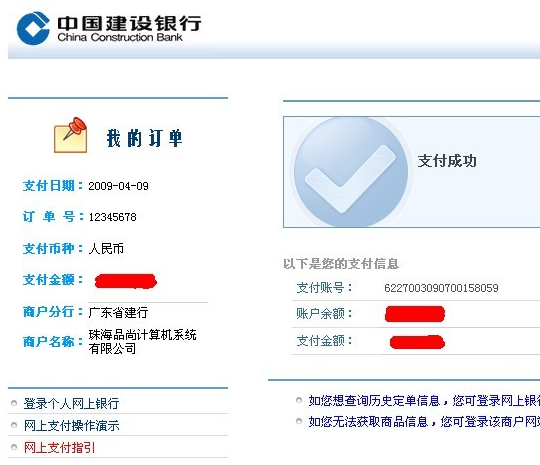 中国建设银行
China Construction Bank
我的订单
支付日期：2009-04-09
订 单 号：12345678
支付币种：人民币
支付金额：
商户分行：广东省建行
商户名称：珠海品尚计算机系统
有限公司
登录个人网上银行
网上支付操作演示
网上支付指引
支付成功
以下是您的支付信息
支付账号： 6227003090700158059
账户余额：
支付金额：
如您想查询历史定单信息，您可登录网上银行
如您无法获取商品信息，您可登录该商户网站